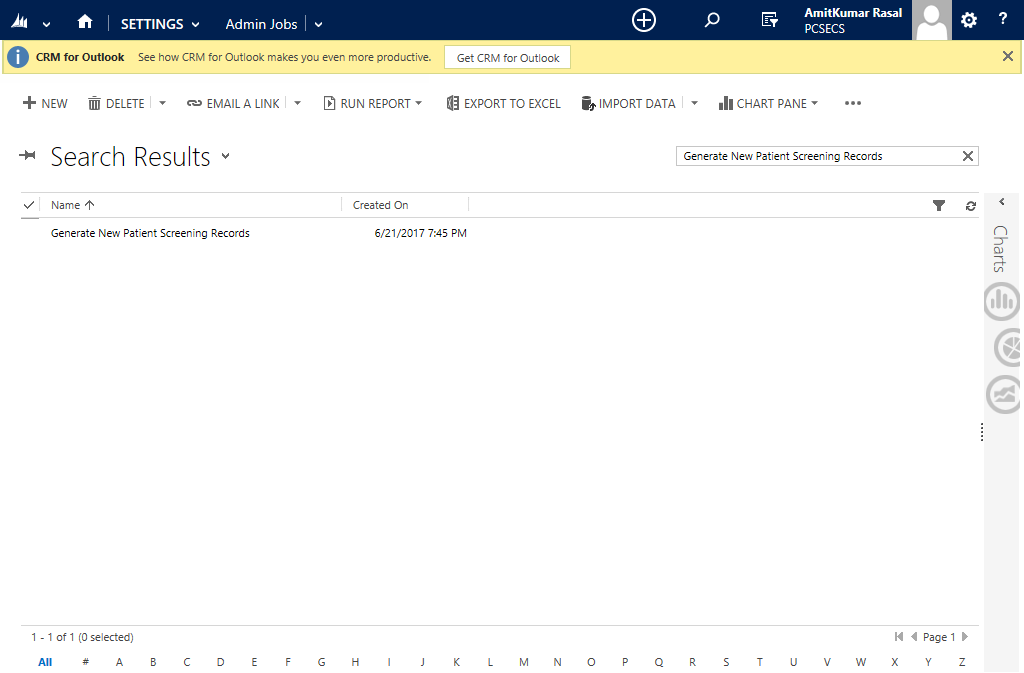 SETTINGS Admin Jobs AmitKumar Rasal
PCSECS ?
i CRM for Outlook See how CRM for Outlook makes you even more productive. Get CRM for Outlook
NEW DELETE EMAIL A LINK RUN REPORT EXPORT TO EXCEL IMPORT DATA CHART PANE
Search Results Generate New Patient Screening Records
Name Created On
Generate New Patient Screening Records 6/21/2017 7:45 PM
Charts
1 - 1 of 1 (0 selected) Page 1
All # A B C D E F G H I J K L M N O P Q R S T U V W X Y Z